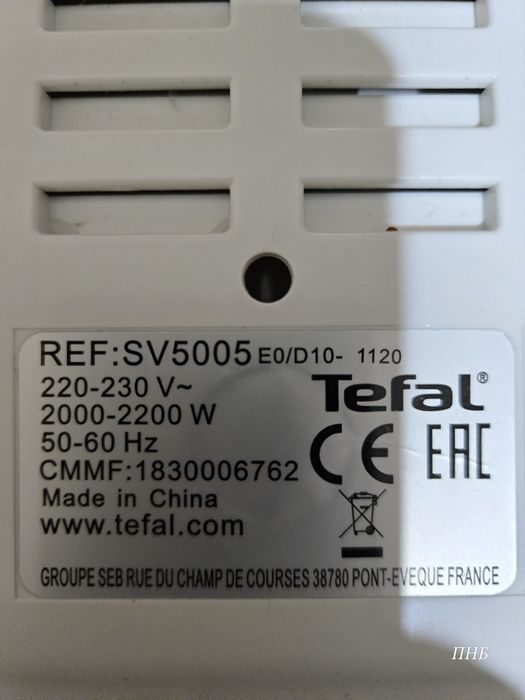 REF:SV5005 E0/D10- 1120
220-230 V~
2000-2200 W
50-60 Hz
CMMF:1830006762
Made in China
www.tefal.com
Tefal®
CE EAC
GROUPE SEB RUE DU CHAMP DE COURSES 38780 PONT-EVEQUE FRANCE
ПНБ